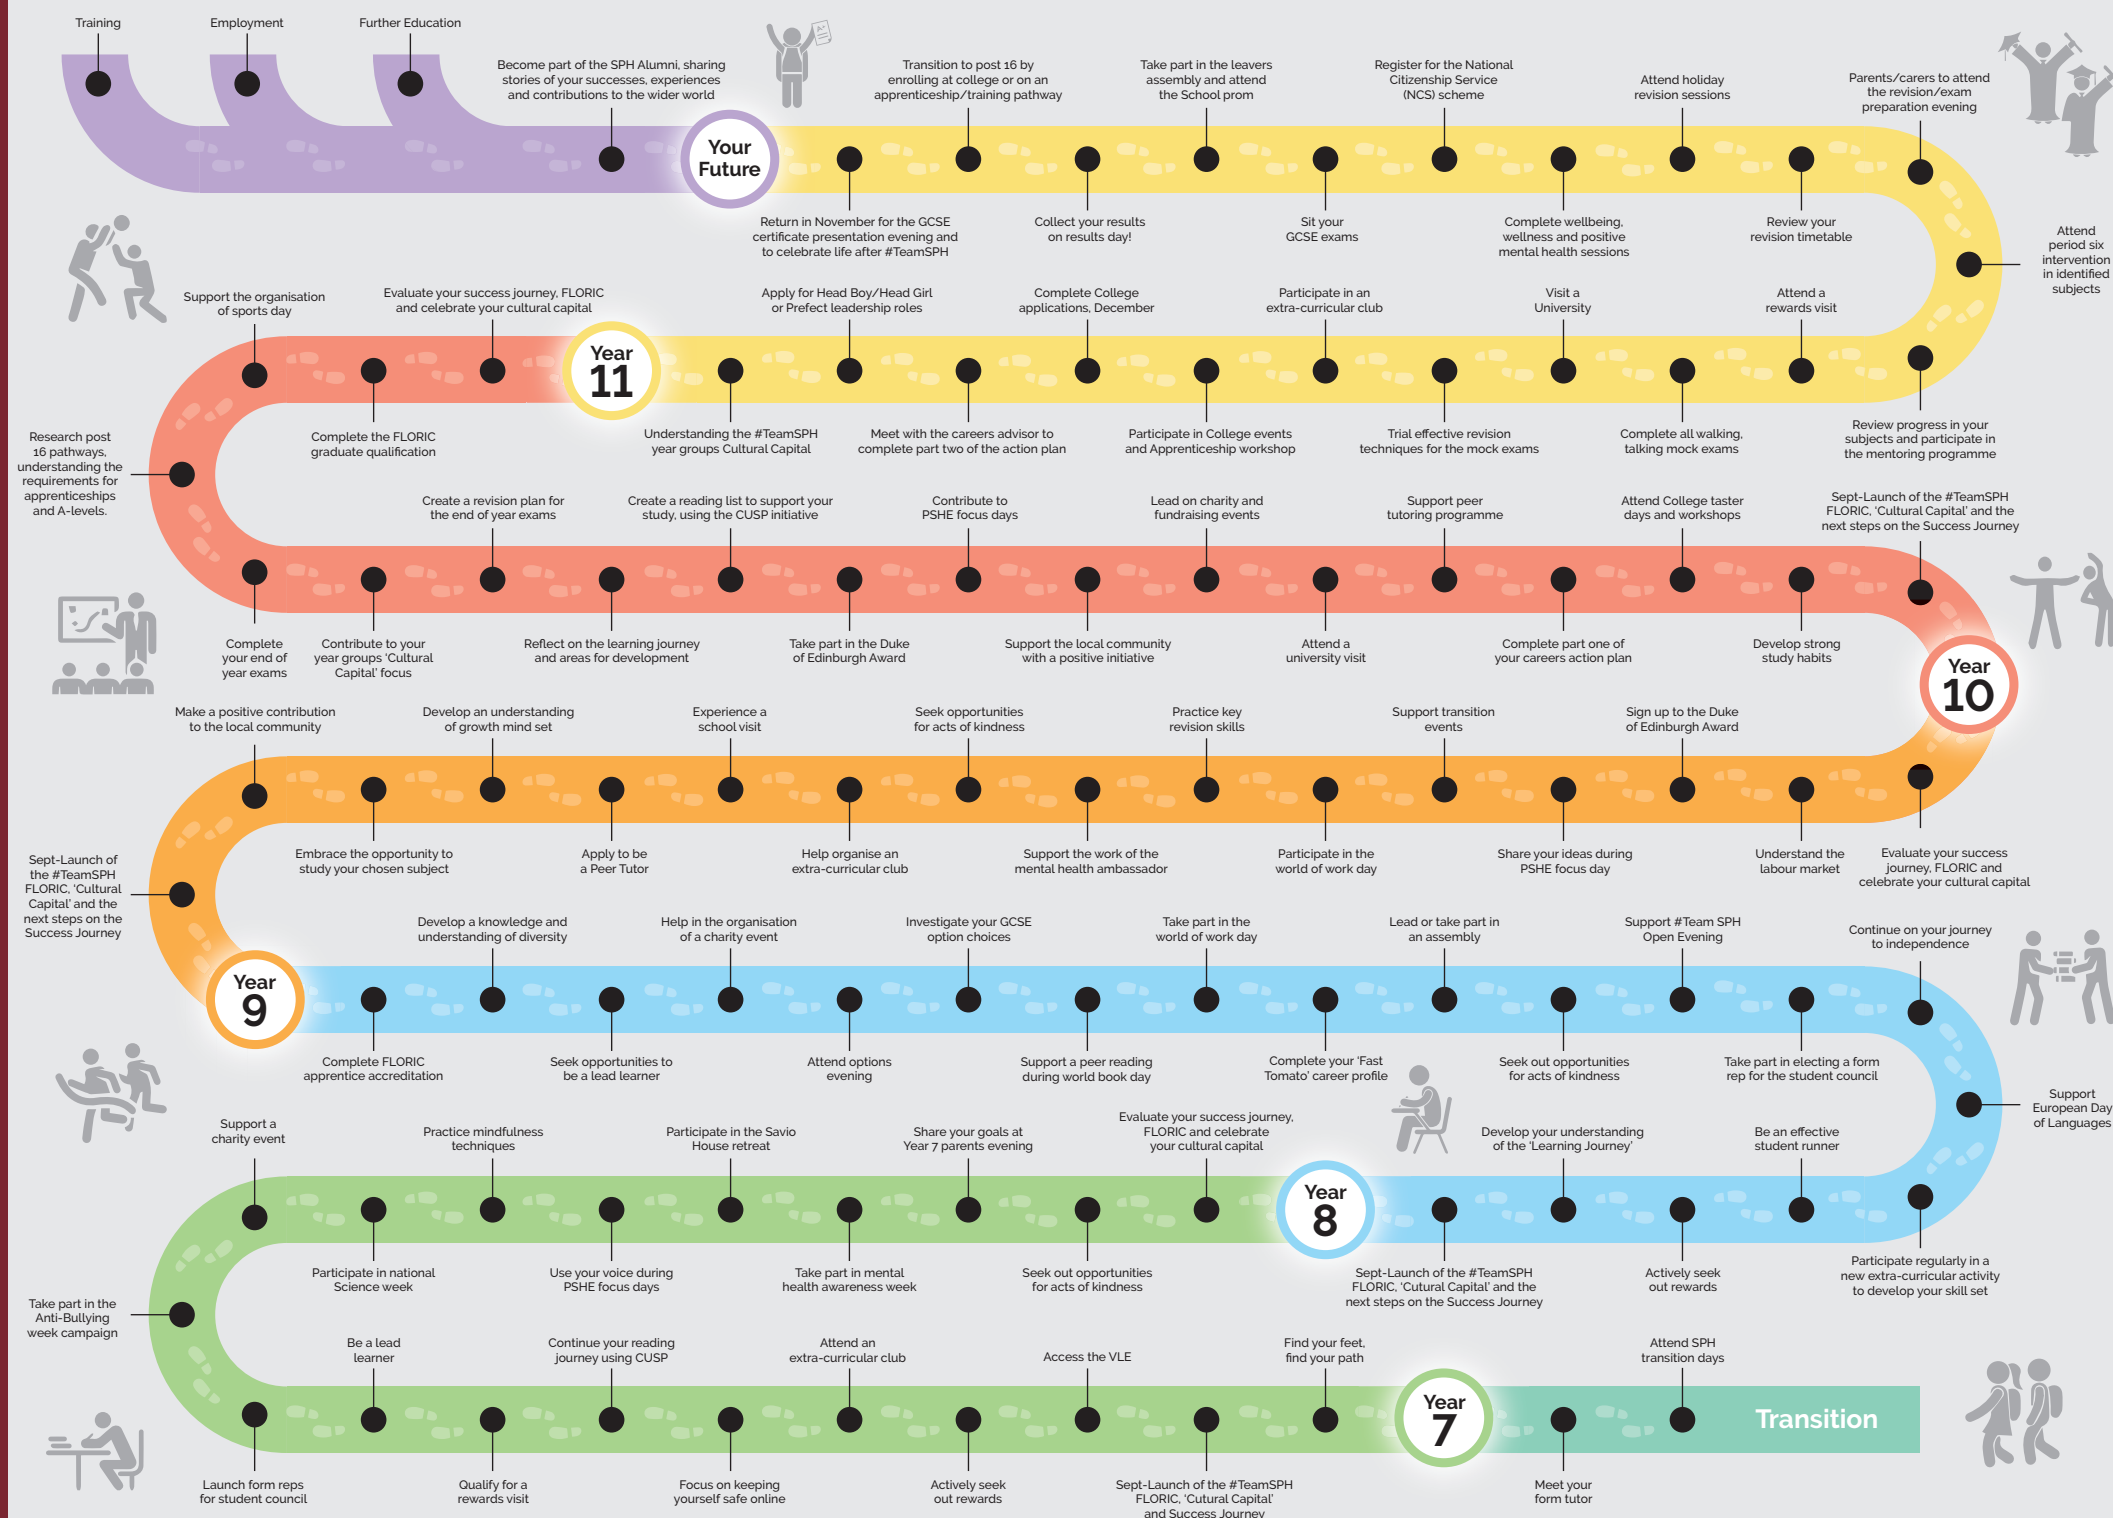 Training
Employment
Further Education
Become part of the SPH Alumni, sharing
stories of your successes, experiences
and contributions to the wider world
Transition to post 16 by
enrolling at college or on an
apprenticeship/training pathway
Take part in the leavers
assembly and attend
the School prom
Register for the National
Citizenship Service
(NCS) scheme
Attend holiday
revision sessions
Parents/carers to attend
the revision/exam
preparation evening
A+
Your
Future
Return in November for the GCSE
certificate presentation evening and
to celebrate life after #TeamSPH
Collect your results
on results day!
Sit your
GCSE exams
Complete wellbeing,
wellness and positive
mental health sessions
Review your
revision timetable
Attend
period six
intervention
in identified
subjects
Support the organisation
of sports day
Evaluate your success journey, FLORIC
and celebrate your cultural capital
Apply for Head Boy/Head Girl
or Prefect leadership roles
Complete College
applications, December
Participate in an
extra-curricular club
Visit a
University
Attend a
rewards visit
Year
11
Research post
16 pathways,
understanding the
requirements for
apprenticeships
and A-levels.
Complete the FLORIC
graduate qualification
Understanding the #TeamSPH
year groups Cultural Capital
Meet with the careers advisor to
complete part two of the action plan
Participate in College events
and Apprenticeship workshop
Trial effective revision
techniques for the mock exams
Complete all walking,
talking mock exams
Review progress in your
subjects and participate in
the mentoring programme
Create a revision plan for
the end of year exams
Create a reading list to support your
study, using the CUSP initiative
Contribute to
PSHE focus days
Lead on charity and
fundraising events
Support peer
tutoring programme
Attend College taster
days and workshops
Sept-Launch of the #TeamSPH
FLORIC, 'Cultural Capital' and the
next steps on the Success Journey
Complete
your end of
year exams
Contribute to your
year groups 'Cultural
Capital' focus
Reflect on the learning journey
and areas for development
Take part in the Duke
of Edinburgh Award
Support the local community
with a positive initiative
Attend a
university visit
Complete part one of
your careers action plan
Develop strong
study habits
Year
10
Make a positive contribution
to the local community
Develop an understanding
of growth mind set
Experience a
school visit
Seek opportunities
for acts of kindness
Practice key
revision skills
Support transition
events
Sign up to the Duke
of Edinburgh Award
Sept-Launch of
the #TeamSPH
FLORIC, 'Cultural
Capital' and the
next steps on the
Success Journey
Embrace the opportunity to
study your chosen subject
Apply to be
a Peer Tutor
Help organise an
extra-curricular club
Support the work of the
mental health ambassador
Participate in the
world of work day
Share your ideas during
PSHE focus day
Understand the
labour market
Evaluate your success
journey, FLORIC and
celebrate your cultural capital
Develop a knowledge and
understanding of diversity
Help in the organisation
of a charity event
Investigate your GCSE
option choices
Take part in the
world of work day
Lead or take part in
an assembly
Support #Team SPH
Open Evening
Continue on your journey
to independence
Year
9
Complete FLORIC
apprentice accreditation
Seek opportunities to
be a lead learner
Attend options
evening
Support a peer reading
during world book day
Complete your 'Fast
Tomato' career profile
Seek out opportunities
for acts of kindness
Take part in electing a form
rep for the student council
Support
European Day
of Languages
Support a
charity event
Practice mindfulness
techniques
Participate in the Savio
House retreat
Share your goals at
Year 7 parents evening
Evaluate your success journey,
FLORIC and celebrate
your cultural capital
Develop your understanding
of the 'Learning Journey'
Be an effective
student runner
Year
8
Take part in the
Anti-Bullying
week campaign
Participate in national
Science week
Use your voice during
PSHE focus days
Take part in mental
health awareness week
Seek out opportunities
for acts of kindness
Sept-Launch of the #TeamSPH
FLORIC, 'Cutural Capital' and the
next steps on the Success Journey
Actively seek
out rewards
Participate regularly in a
new extra-curricular activity
to develop your skill set
Be a lead
learner
Continue your reading
journey using CUSP
Attend an
extra-curricular club
Access the VLE
Find your feet,
find your path
Attend SPH
transition days
Year
7
Transition
Launch form reps
for student council
Qualify for a
rewards visit
Focus on keeping
yourself safe online
Actively seek
out rewards
Sept-Launch of the #TeamSPH
FLORIC, 'Cutural Capital'
and Success Journey
Meet your
form tutor